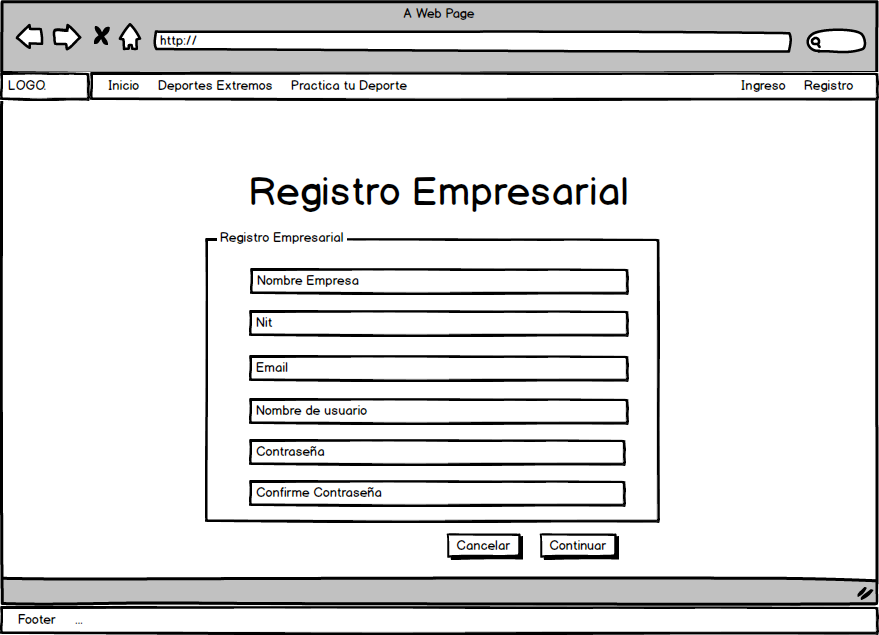 A Web Page
http://
LOGO. Inicio Deportes Extremos Practica tu Deporte Ingreso Registro
Registro Empresarial
Registro Empresarial
Nombre Empresa
Nit
Email
Nombre de usuario
Contraseña
Confirme Contraseña
Cancelar Continuar
Footer ...